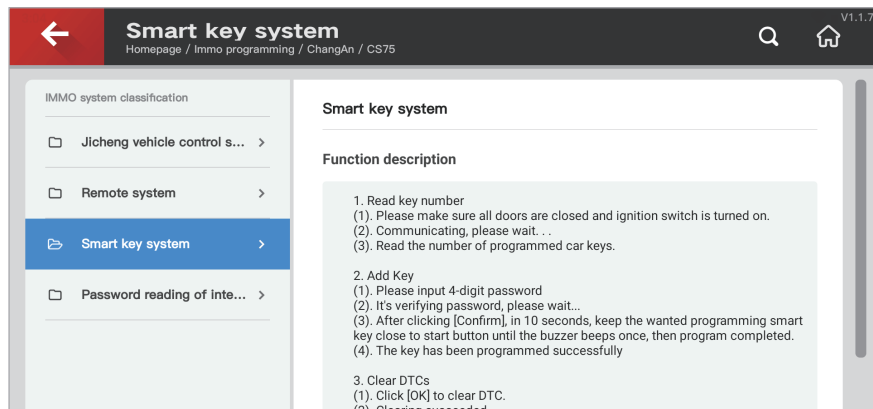 Smart key system
V1.1.7
Homepage / Immo programming / ChangAn / CS75
IMMO system classification
Jicheng vehicle control s...
Remote system
Smart key system
Password reading of inte...
Smart key system
Function description
1. Read key number
(1). Please make sure all doors are closed and ignition switch is turned on.
(2). Communicating, please wait. . .
(3). Read the number of programmed car keys.
2. Add Key
(1). Please input 4-digit password
(2). It's verifying password, please wait...
(3). After clicking [Confirm], in 10 seconds, keep the wanted programming smart
key close to start button until the buzzer beeps once, then program completed.
(4). The key has been programmed successfully
3. Clear DTCs
(1). Click [OK] to clear DTC.
(2). Clearing succeeded